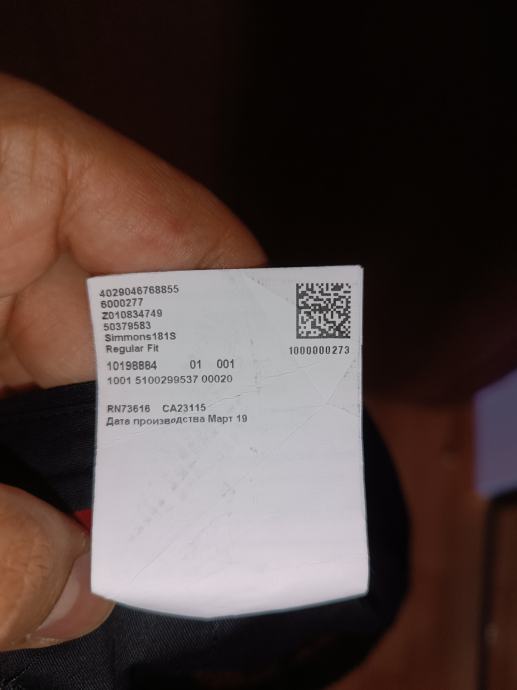 4029046768855
6000277
Z010834749
50379583
Simmons181S
Regular Fit
10198884 01 001
1001 5100299537 00020
1000000273
RN73616 CA23115
Дата производства Март 19